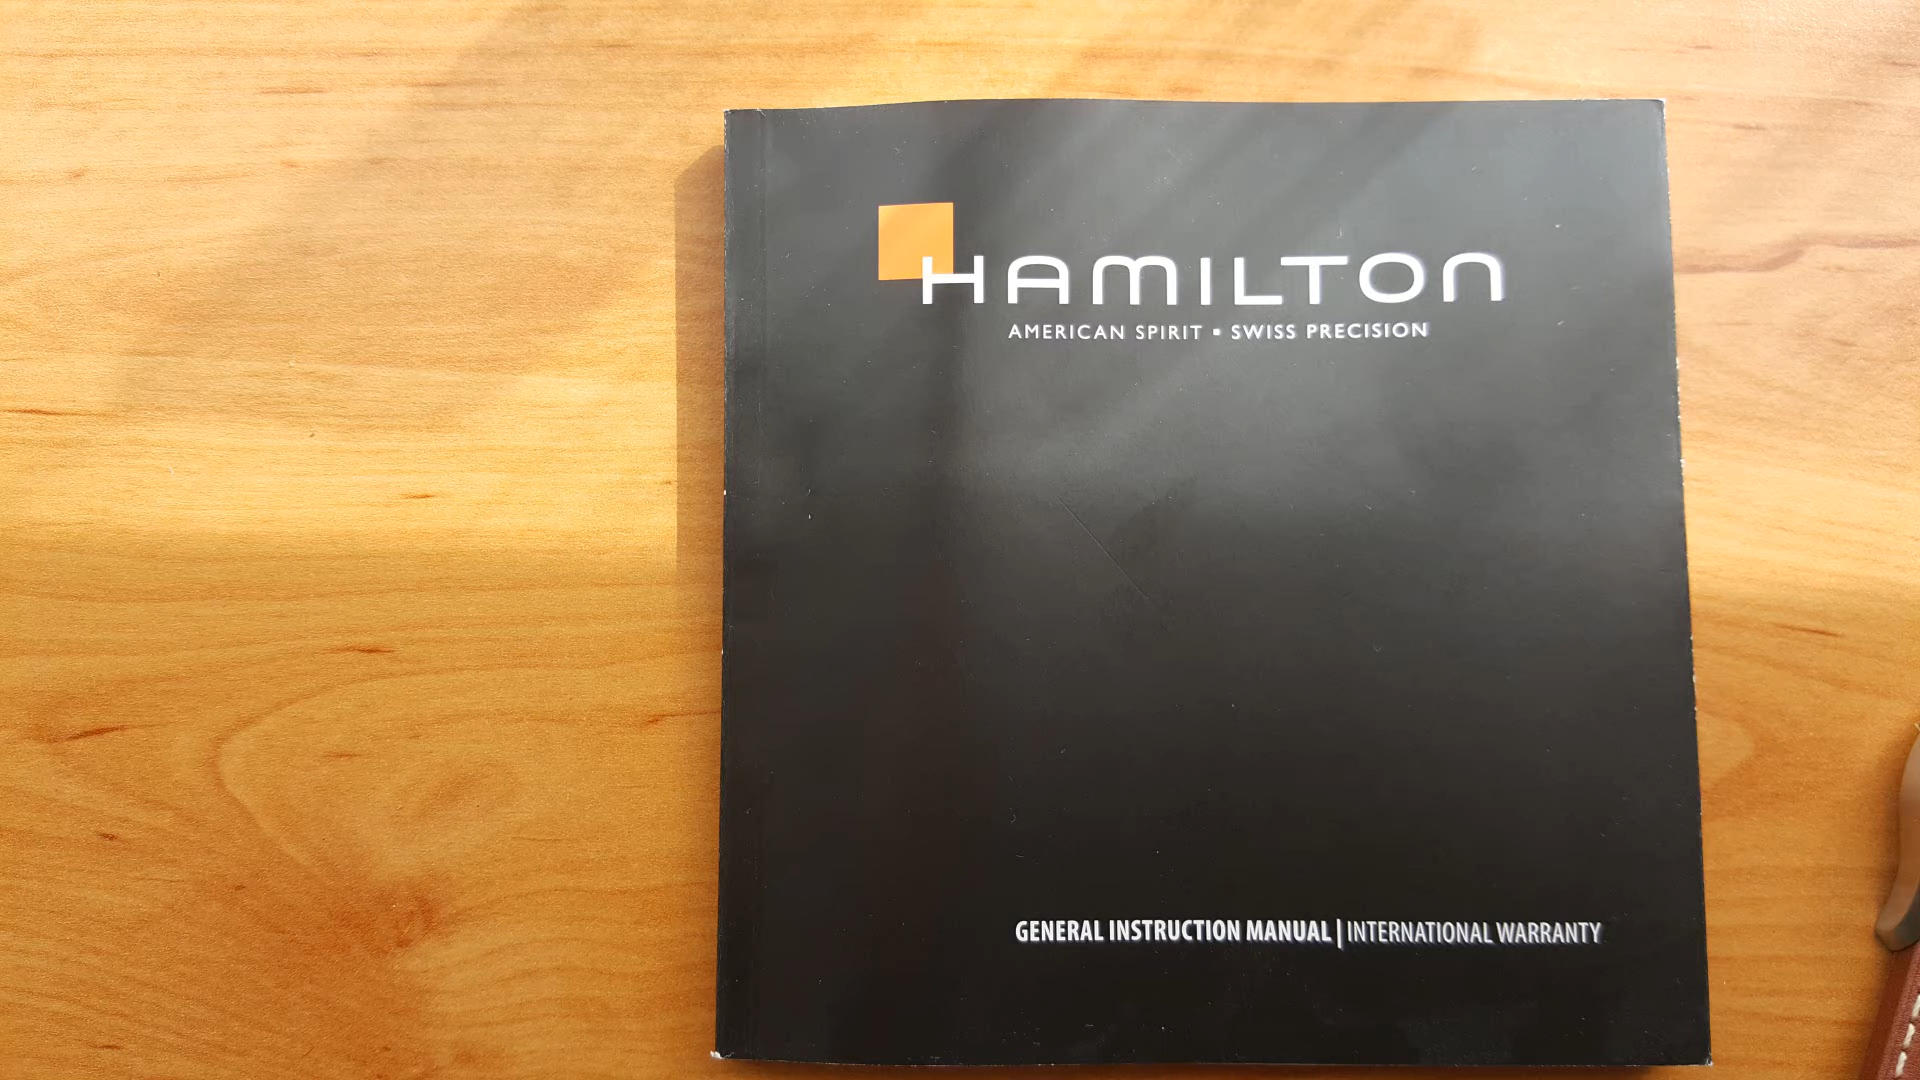 HAMILTON
AMERICAN SPIRIT ▪ SWISS PRECISION
GENERAL INSTRUCTION MANUAL | INTERNATIONAL WARRANTY